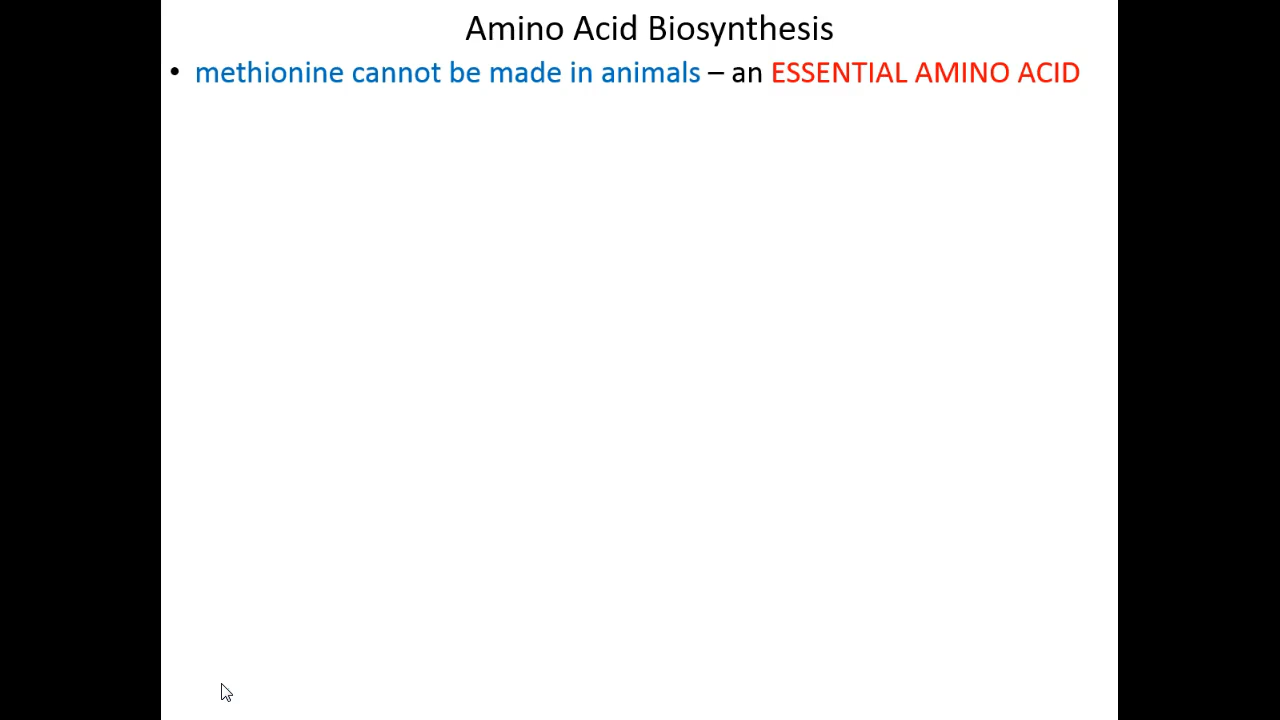 Amino Acid Biosynthesis
• methionine cannot be made in animals – an ESSENTIAL AMINO ACID